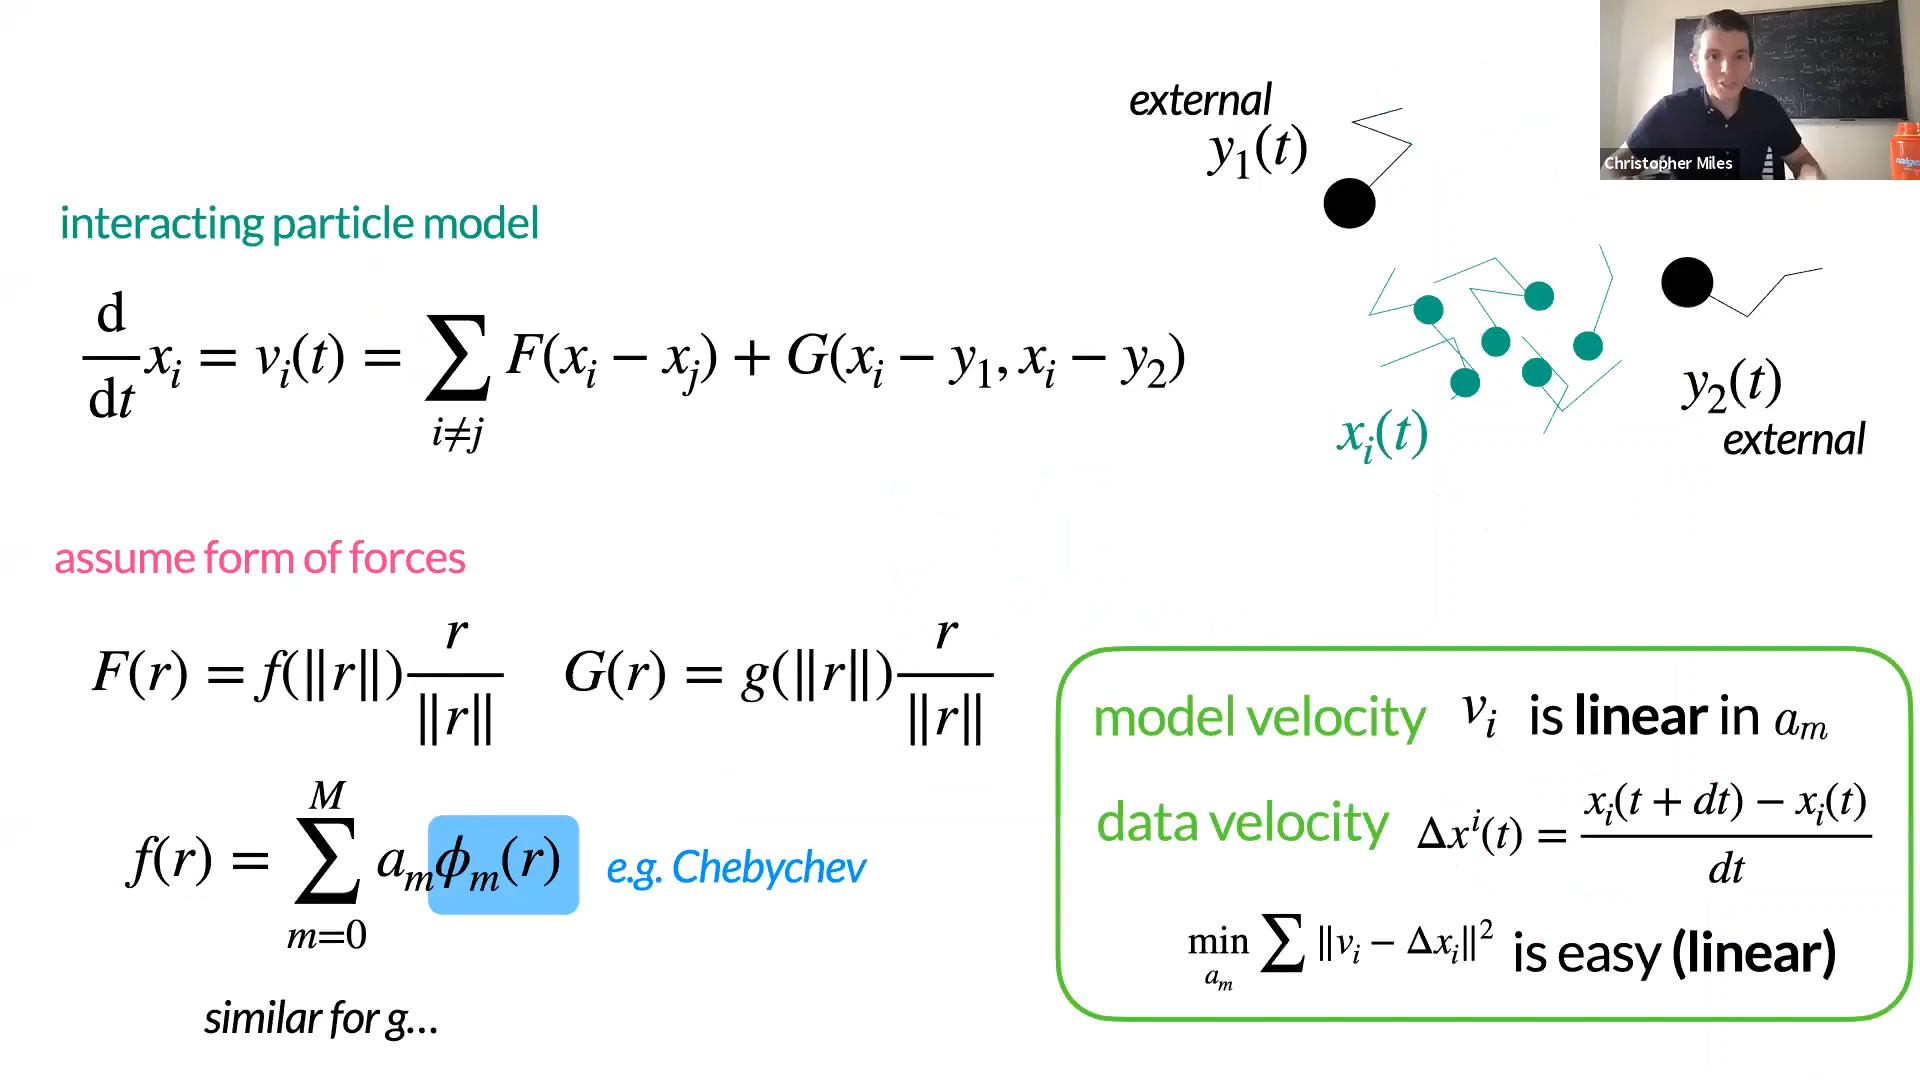 external
y₁(t)
Christopher Miles
interacting particle model
d/dt xᵢ = vᵢ(t) = ∑_{i≠j} F(xᵢ − xⱼ) + G(xᵢ − y₁, xᵢ − y₂)
xᵢ(t)
y₂(t)
external
assume form of forces
F(r) = f(‖r‖) r/‖r‖ G(r) = g(‖r‖) r/‖r‖
f(r) = ∑_{m=0}^{M} aₘϕₘ(r) e.g. Chebychev
similar for g...
model velocity vᵢ is linear in aₘ
data velocity Δxⁱ(t) = (xᵢ(t + dt) − xᵢ(t))/dt
min_{aₘ} ∑ ‖vᵢ − Δxᵢ‖² is easy (linear)